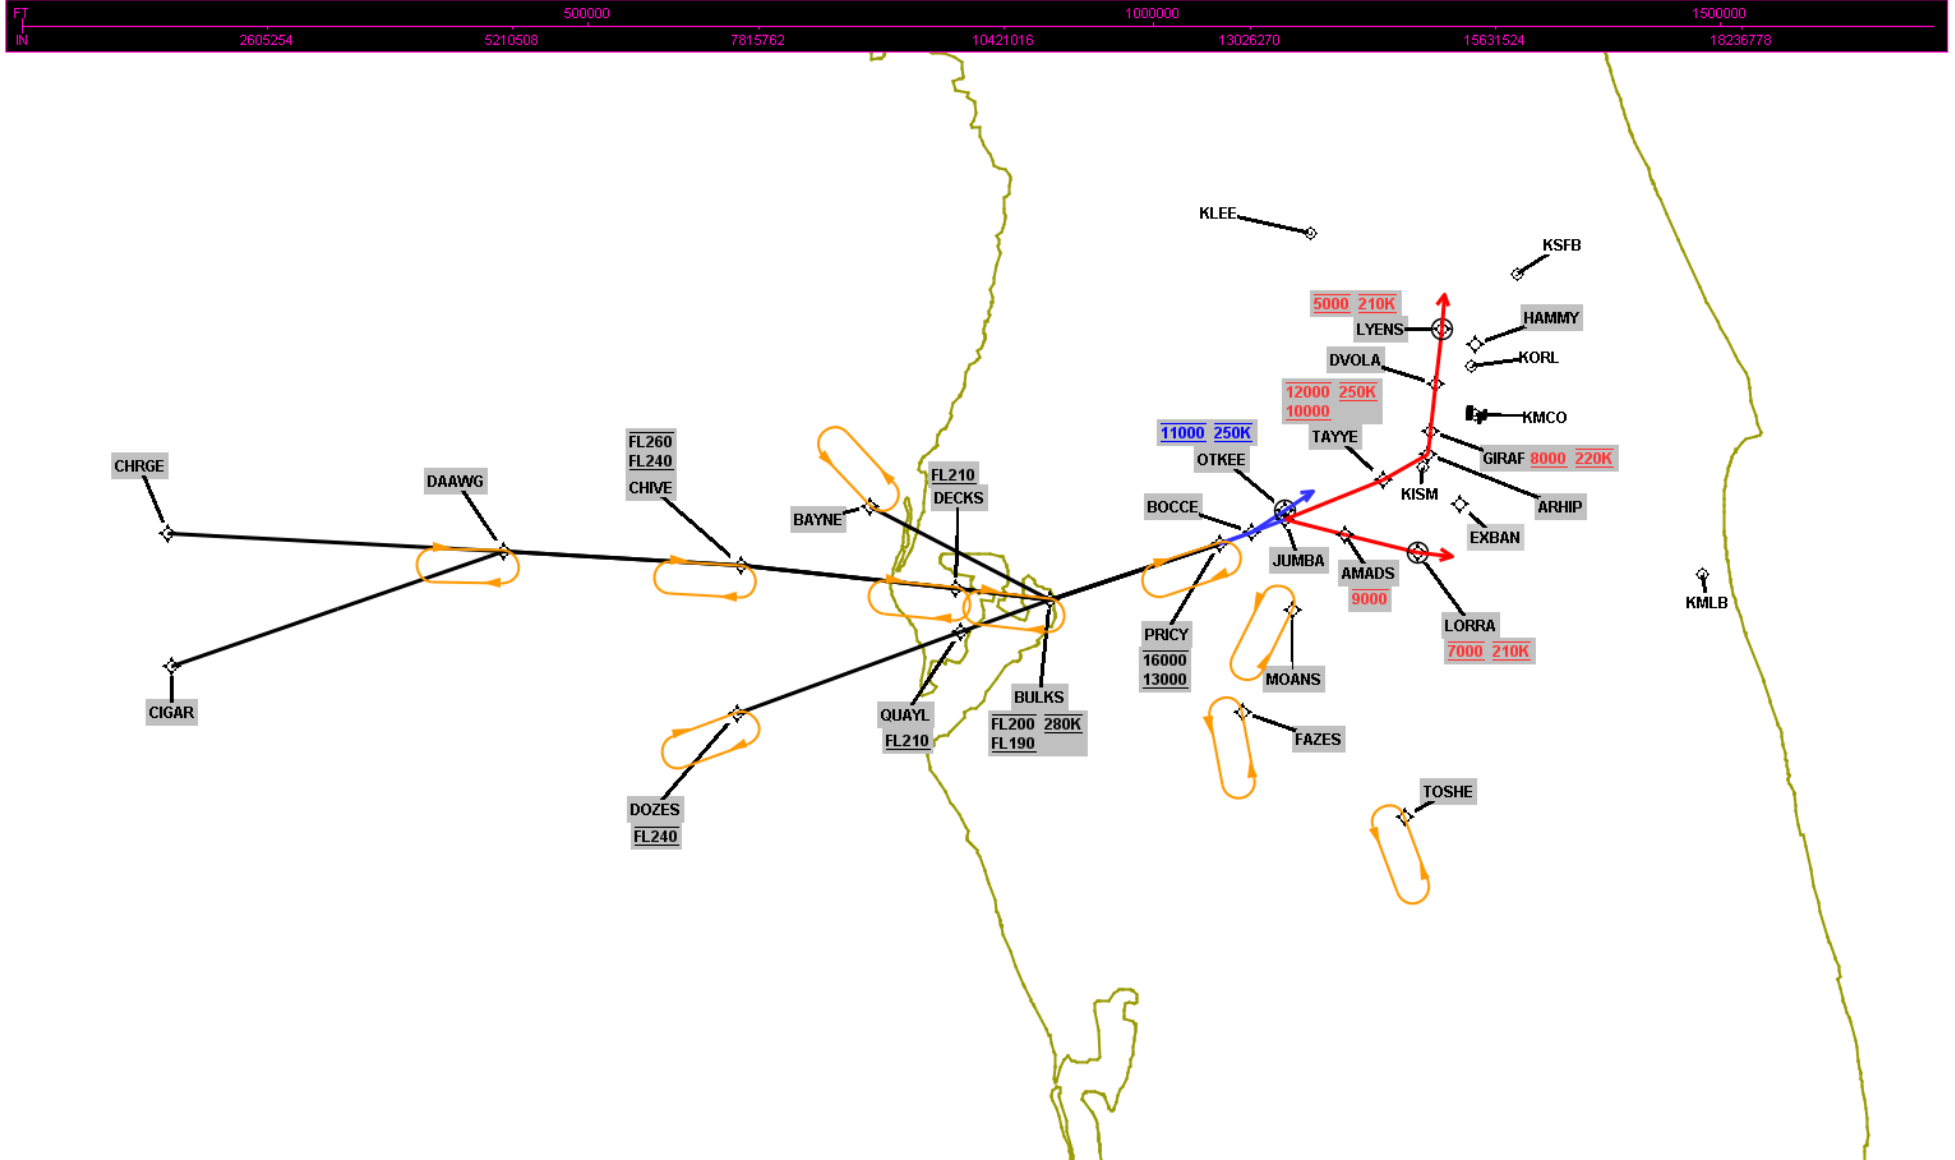 FT 500000 1000000 1500000
IN 2605254 5210508 7815762 10421016 13026270 15631524 18236778
KLEE
KSFB
5000 210K
LYENS
HAMMY
DVOLA
KORL
12000 250K
10000
TAYYE
KMCO
11000 250K
OTKEE
GIRAF 8000 220K
FL260
FL240
CHIVE
CHRGE
DAAWG
FL210
DECKS
BAYNE
BOCCE
KISM
ARHIP
EXBAN
JUMBA
AMADS
9000
KMLB
LORRA
7000 210K
PRICY
16000
13000
MOANS
BULKS
FL200 280K
FL190
QUAYL
FL210
CIGAR
FAZES
TOSHE
DOZES
FL240